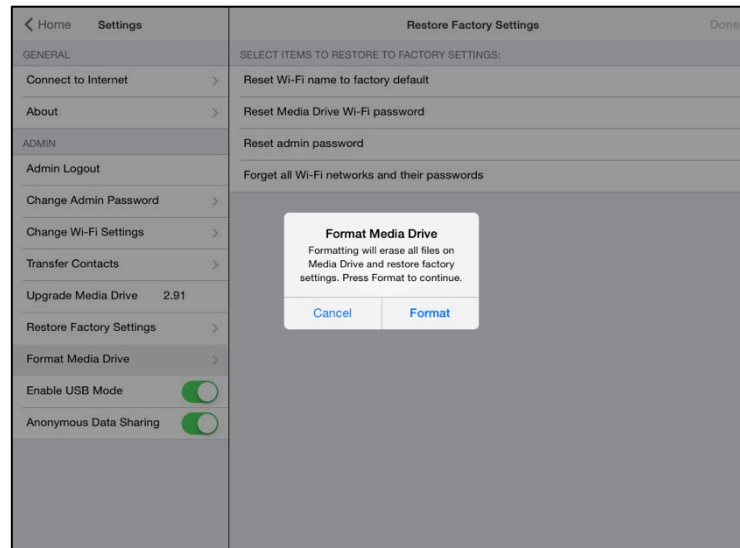 Home
Settings
Restore Factory Settings
Done
GENERAL
Connect to Internet
About
ADMIN
Admin Logout
Change Admin Password
Change Wi-Fi Settings
Transfer Contacts
Upgrade Media Drive 2.91
Restore Factory Settings
Format Media Drive
Enable USB Mode
Anonymous Data Sharing
SELECT ITEMS TO RESTORE TO FACTORY SETTINGS:
Reset Wi-Fi name to factory default
Reset Media Drive Wi-Fi password
Reset admin password
Forget all Wi-Fi networks and their passwords
Format Media Drive
Formatting will erase all files on
Media Drive and restore factory
settings. Press Format to continue.
Cancel
Format